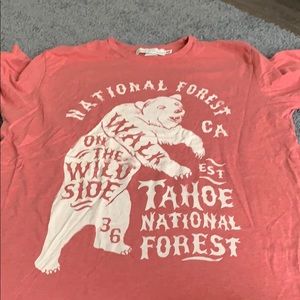 NATIONAL FOREST
CA
WALK
ON
THE
WILD
SIDE
36
EST
TAHOE
NATIONAL
FOREST